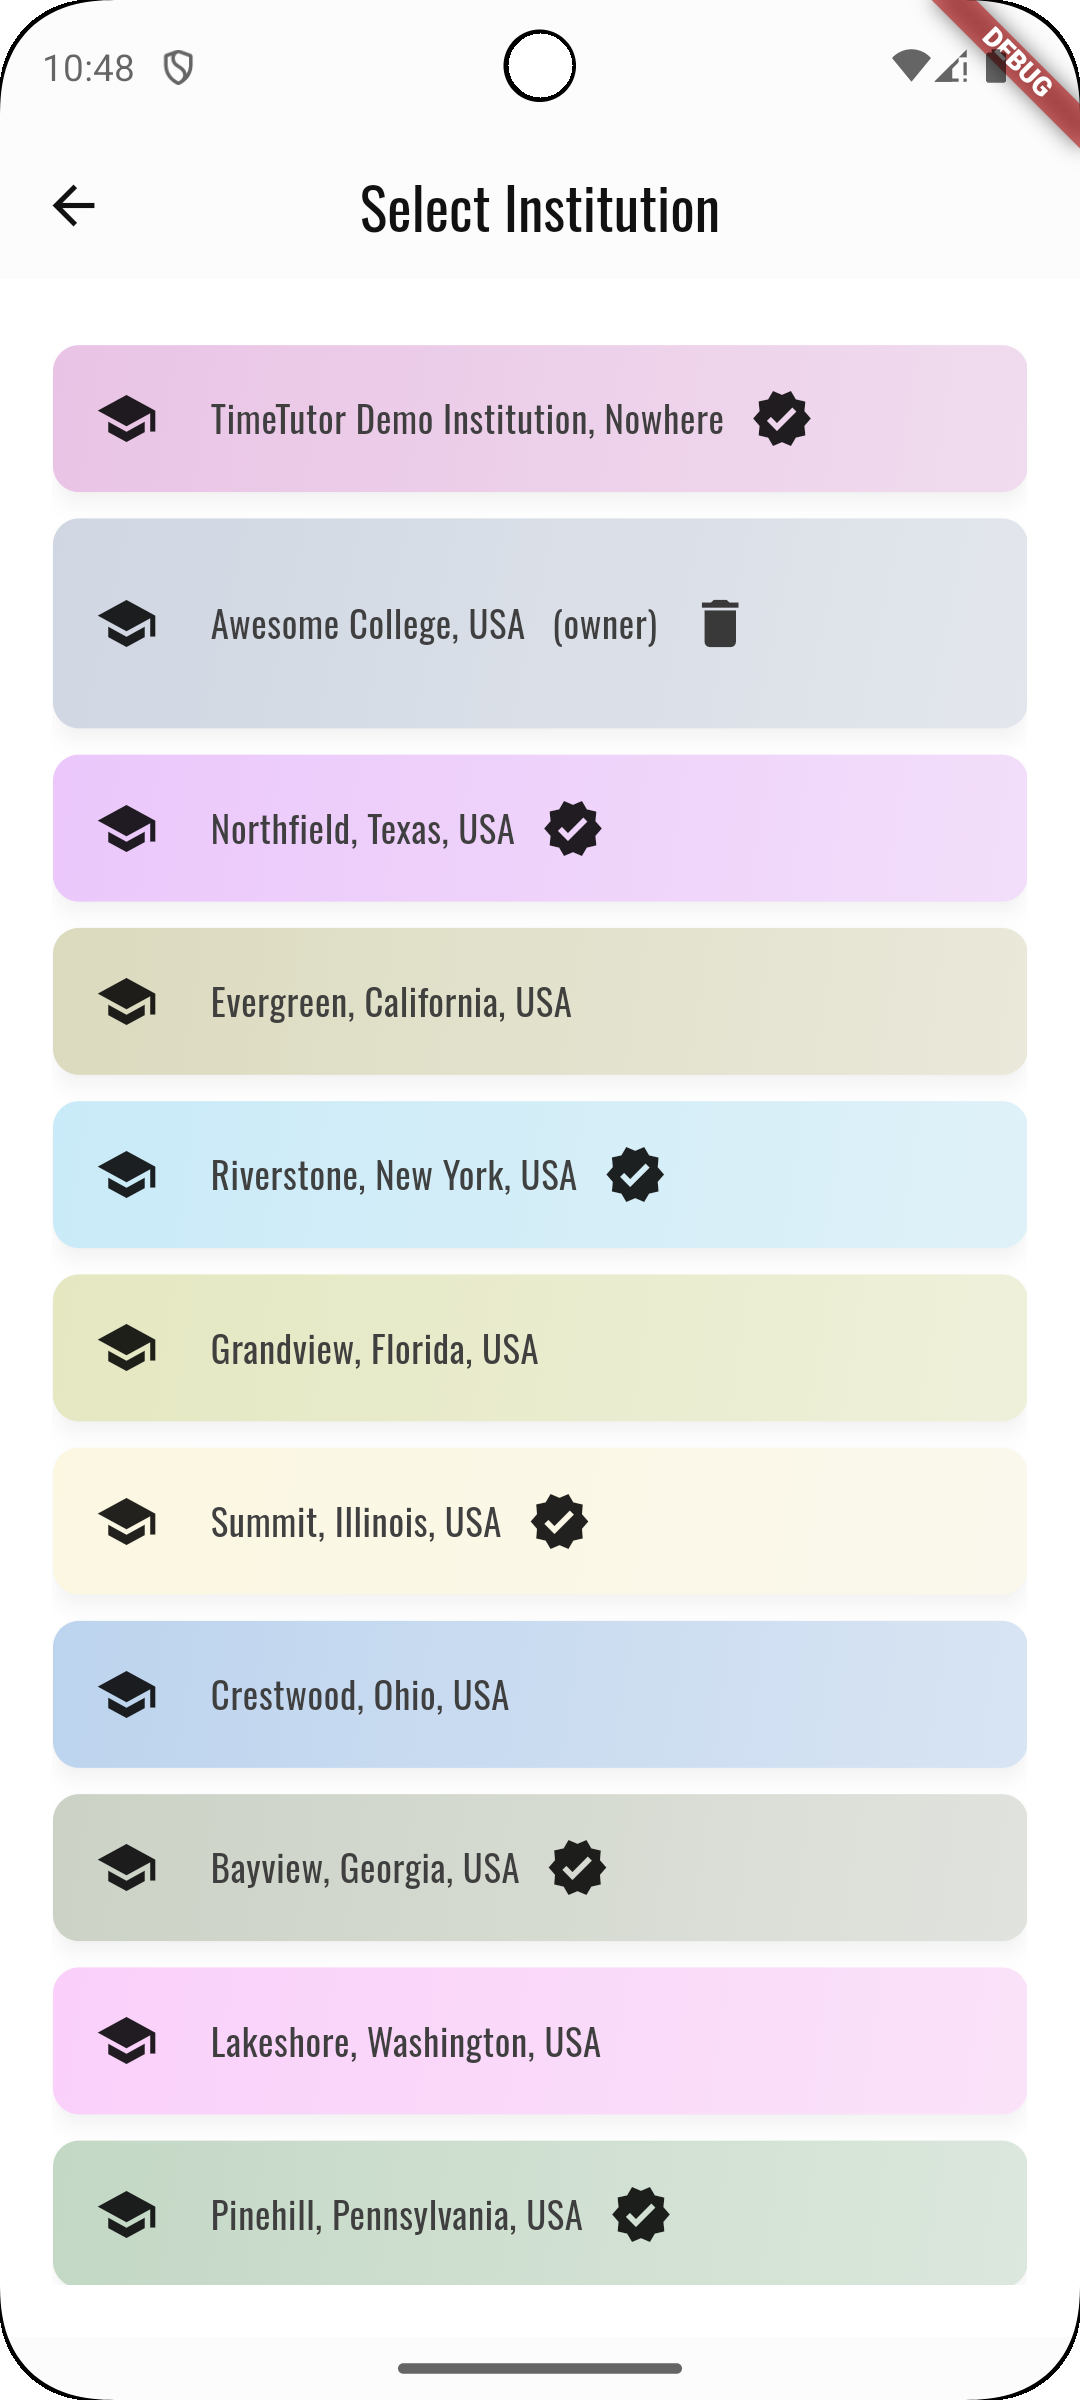 10:48
DEBUG
Select Institution
TimeTutor Demo Institution, Nowhere
Awesome College, USA (owner)
Northfield, Texas, USA
Evergreen, California, USA
Riverstone, New York, USA
Grandview, Florida, USA
Summit, Illinois, USA
Crestwood, Ohio, USA
Bayview, Georgia, USA
Lakeshore, Washington, USA
Pinehill, Pennsylvania, USA